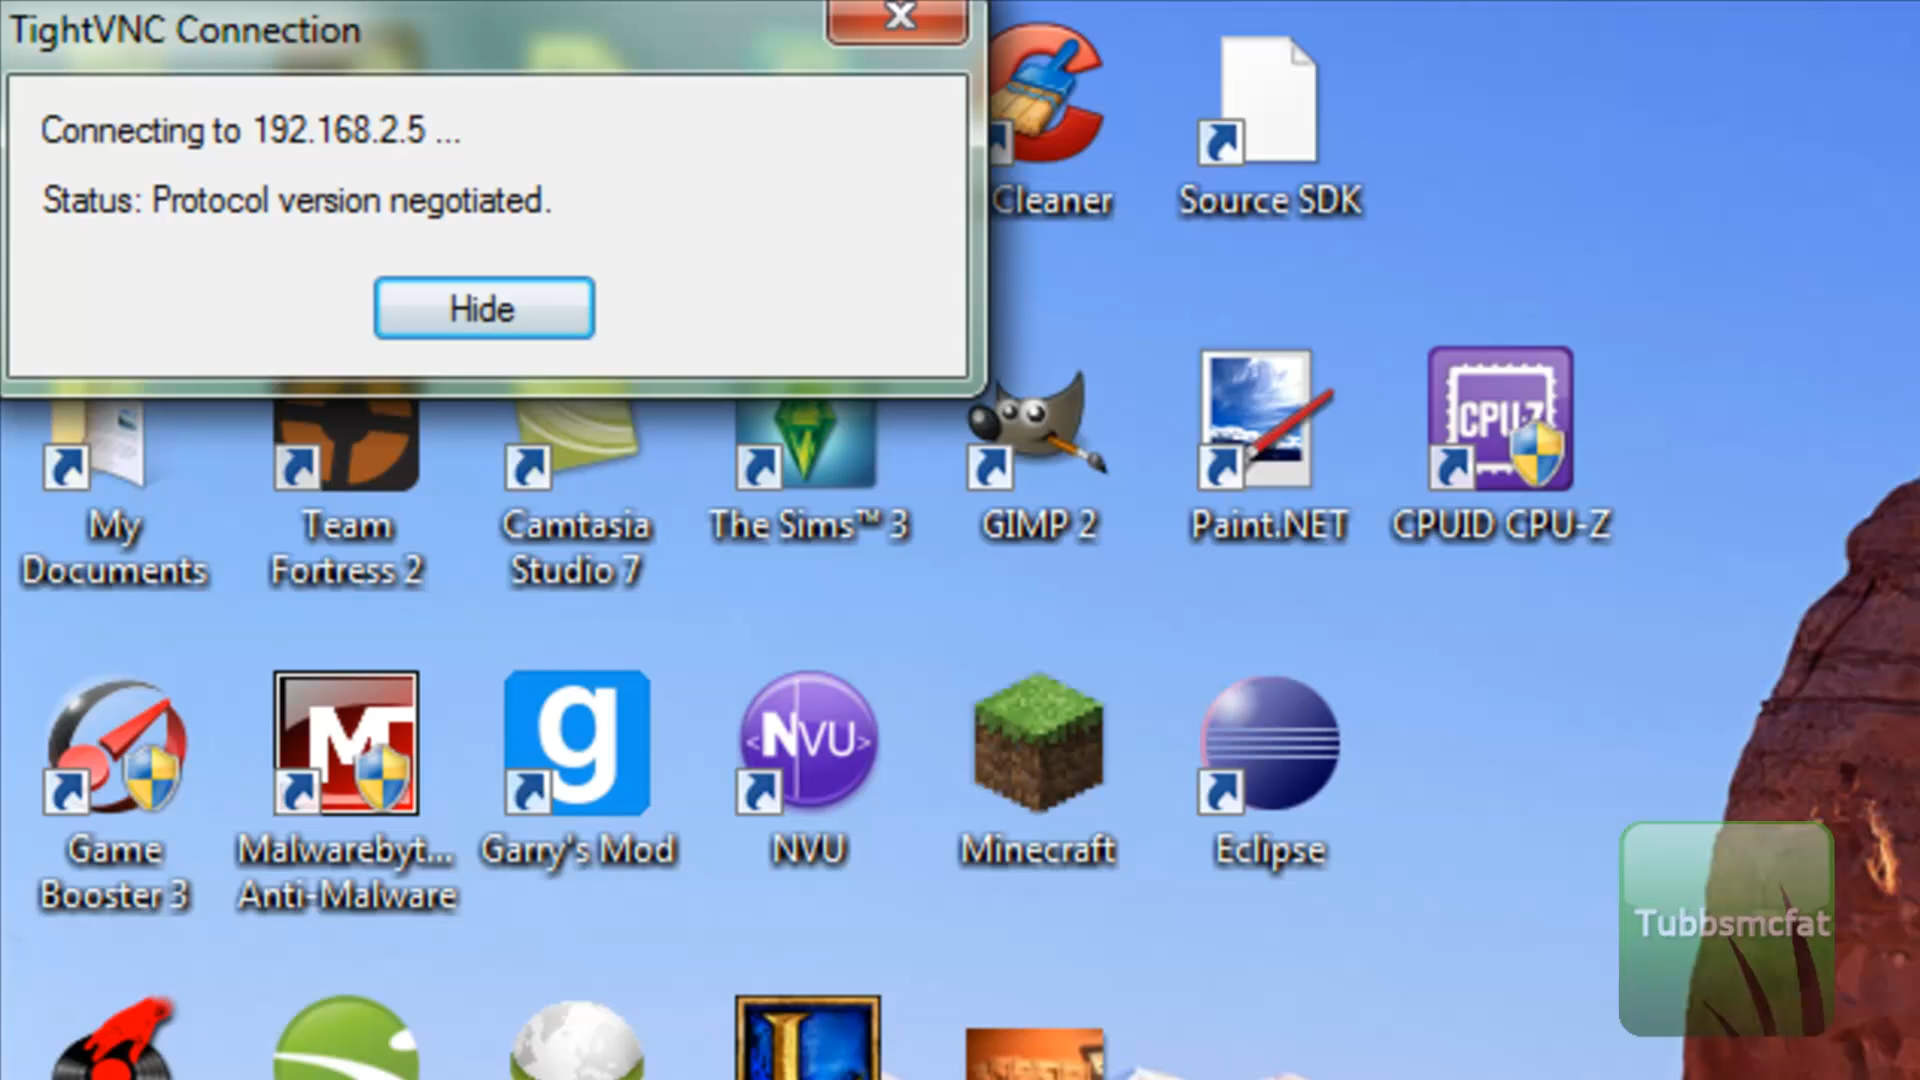 TightVNC Connection
Connecting to 192.168.2.5 ...
Status: Protocol version negotiated.
Hide
Cleaner
Source SDK
My
Documents
Team
Fortress 2
Camtasia
Studio 7
The Sims™ 3
GIMP 2
Paint.NET
CPU-Z
CPUID CPU-Z
M
g
<NVU>
Game
Booster 3
Malwarebyt...
Anti-Malware
Garry's Mod
NVU
Minecraft
Eclipse
Tubbsmcfat
L